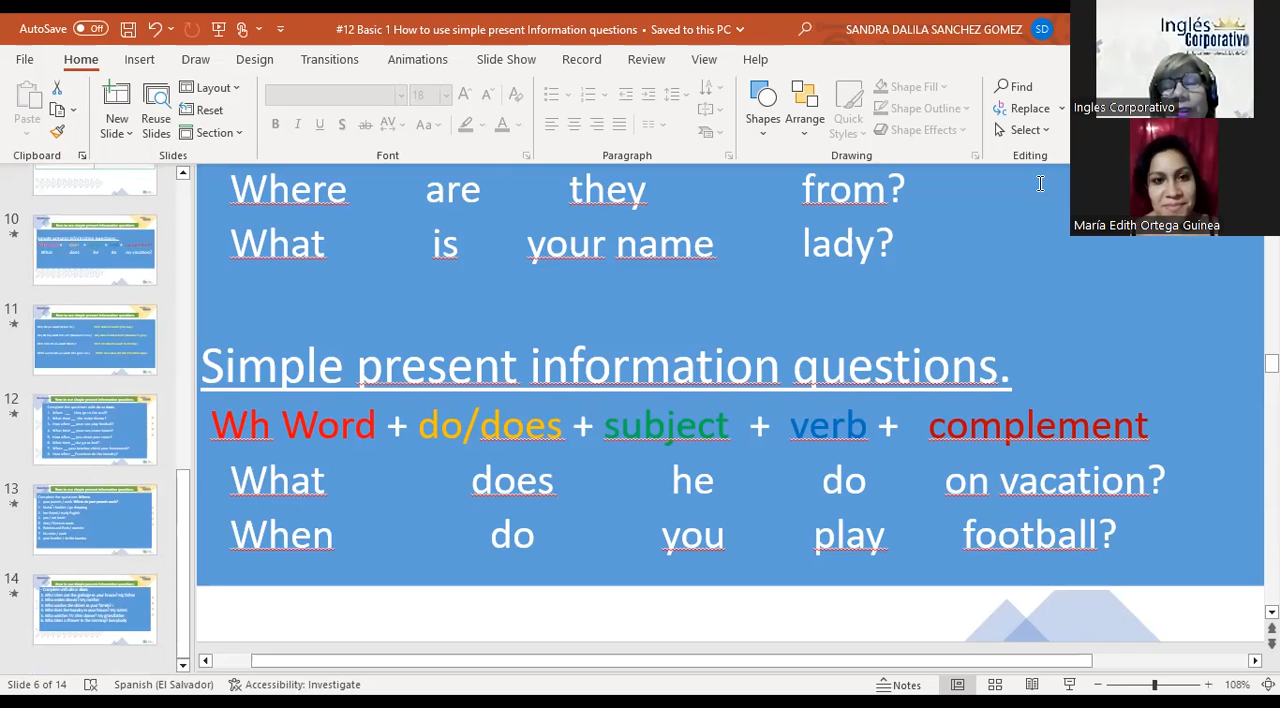 AutoSave Off #12 Basic 1 How to use simple present Information questions - Saved to this PC SANDRA DALILA SANCHEZ GOMEZ SD
File Home Insert Draw Design Transitions Animations Slide Show Record Review View Help
Paste New Slide Reuse Slides Layout Reset Section
18
B I U S ab AV Aa A
Shapes Arrange Quick Styles Shape Fill Shape Outline Shape Effects
Find Replace Select
Clipboard Slides Font Paragraph Drawing Editing
Inglés Corporativo
Ingles Corporativo
María Edith Ortega Guinea
10
11
12
13
14
Where are they from?
What is your name lady?
Simple present information questions.
Wh Word + do/does + subject + verb + complement
What does he do on vacation?
When do you play football?
Slide 6 of 14 Spanish (El Salvador) Accessibility: Investigate Notes 108%